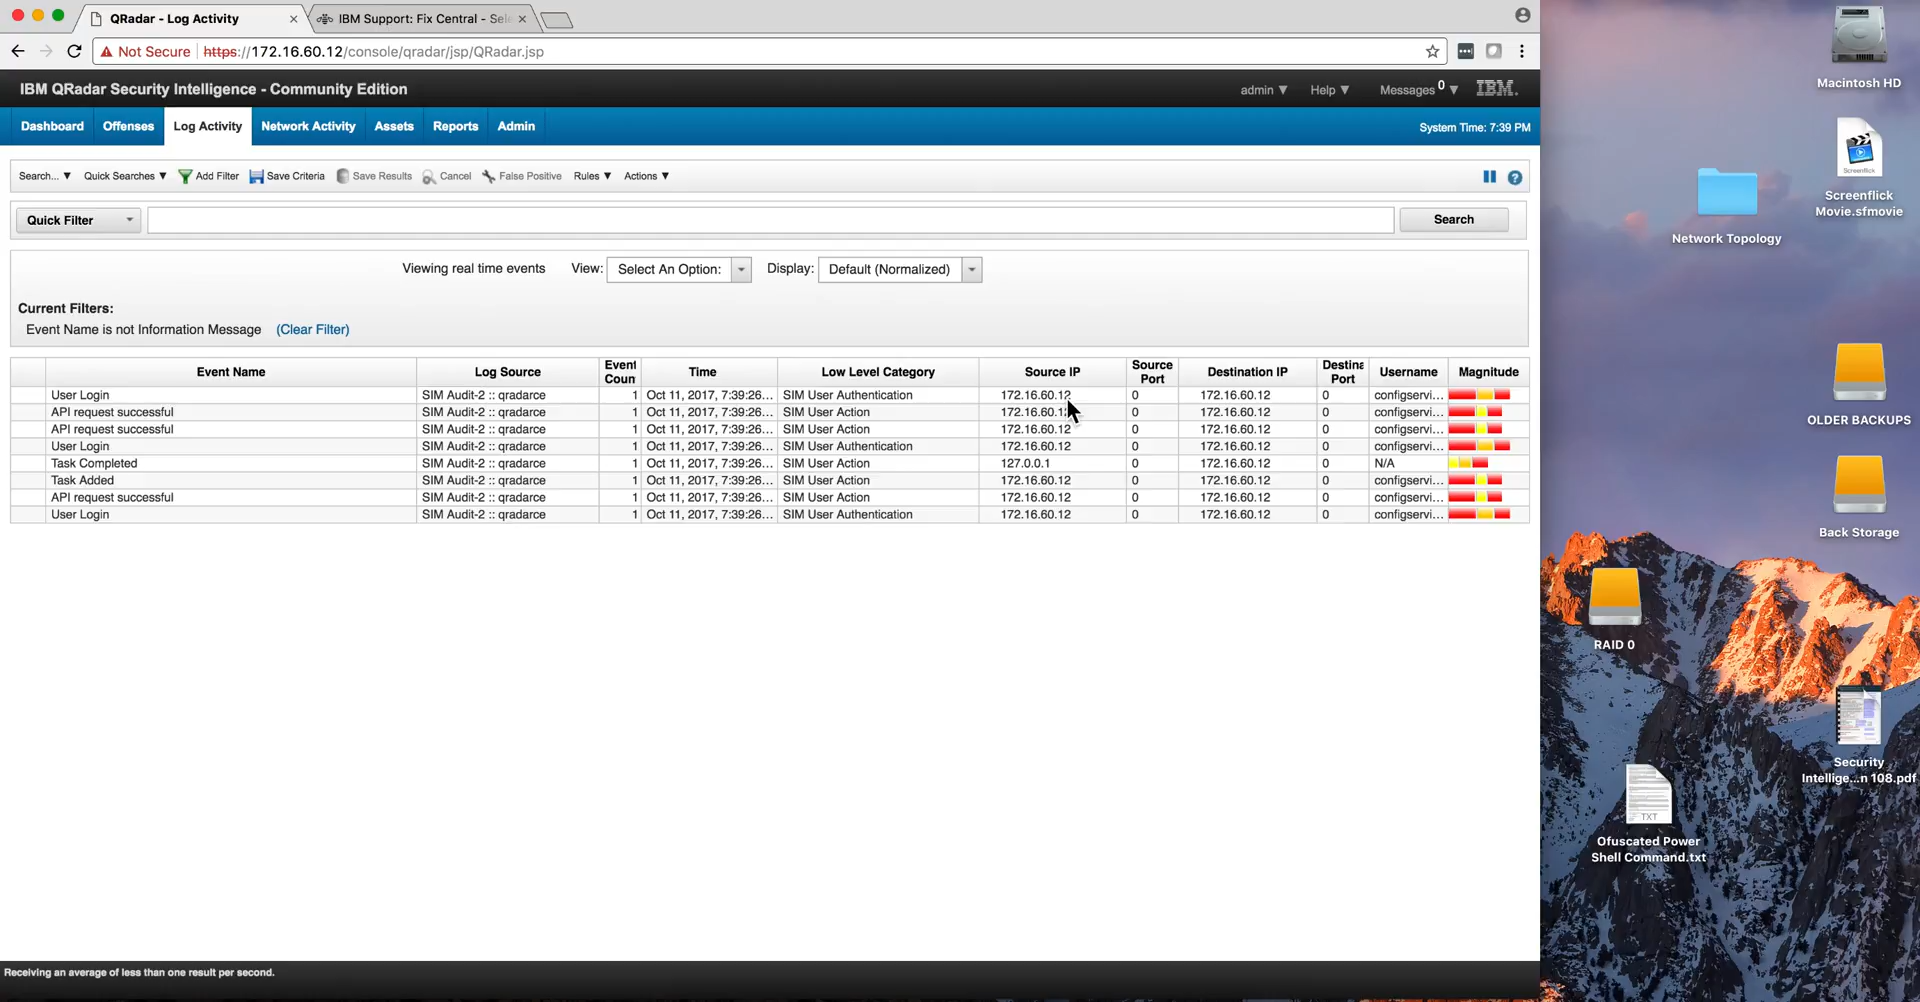 QRadar - Log Activity
IBM Support: Fix Central - Sele
Not Secure https://172.16.60.12/console/qradar/jsp/QRadar.jsp
IBM QRadar Security Intelligence - Community Edition
admin ▼ Help ▼ Messages 0 ▼ IBM.
Dashboard Offenses Log Activity Network Activity Assets Reports Admin
System Time: 7:39 PM
Search... ▼ Quick Searches ▼ Add Filter Save Criteria Save Results Cancel False Positive Rules ▼ Actions ▼
Quick Filter Search
Viewing real time events View: Select An Option: Display: Default (Normalized)
Current Filters:
Event Name is not Information Message (Clear Filter)
Event Name Log Source Event Coun Time Low Level Category Source IP Source Port Destination IP Destina Port Username Magnitude
User Login SIM Audit-2 :: qradarce 1 Oct 11, 2017, 7:39:26... SIM User Authentication 172.16.60.12 0 172.16.60.12 0 configservi...
API request successful SIM Audit-2 :: qradarce 1 Oct 11, 2017, 7:39:26... SIM User Action 172.16.60.12 0 172.16.60.12 0 configservi...
API request successful SIM Audit-2 :: qradarce 1 Oct 11, 2017, 7:39:26... SIM User Action 172.16.60.12 0 172.16.60.12 0 configservi...
User Login SIM Audit-2 :: qradarce 1 Oct 11, 2017, 7:39:26... SIM User Authentication 172.16.60.12 0 172.16.60.12 0 configservi...
Task Completed SIM Audit-2 :: qradarce 1 Oct 11, 2017, 7:39:26... SIM User Action 127.0.0.1 0 172.16.60.12 0 N/A
Task Added SIM Audit-2 :: qradarce 1 Oct 11, 2017, 7:39:26... SIM User Action 172.16.60.12 0 172.16.60.12 0 configservi...
API request successful SIM Audit-2 :: qradarce 1 Oct 11, 2017, 7:39:26... SIM User Action 172.16.60.12 0 172.16.60.12 0 configservi...
User Login SIM Audit-2 :: qradarce 1 Oct 11, 2017, 7:39:26... SIM User Authentication 172.16.60.12 0 172.16.60.12 0 configservi...
Receiving an average of less than one result per second.
Macintosh HD
Screenflick
Screenflick
Movie.sfmovie
Network Topology
OLDER BACKUPS
Back Storage
RAID 0
Security
Intellige...n 108.pdf
TXT
Ofuscated Power
Shell Command.txt